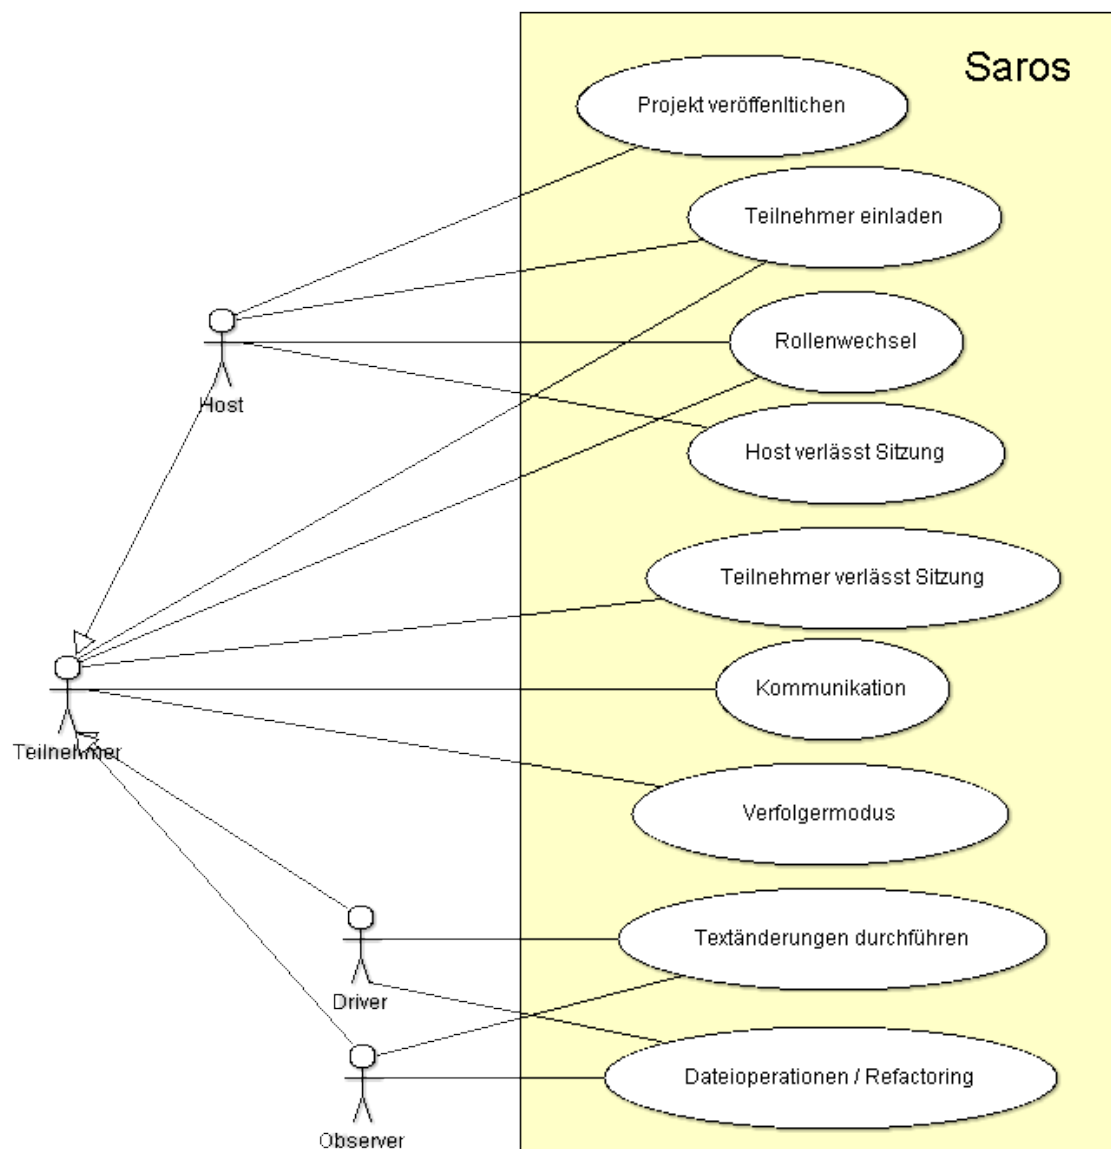 Saros
Projekt veröffenltichen
Teilnehmer einladen
Rollenwechsel
Host
Host verlässt Sitzung
Teilnehmer verlässt Sitzung
Kommunikation
Teilnehmer
Verfolgermodus
Textänderungen durchführen
Driver
Dateioperationen / Refactoring
Observer